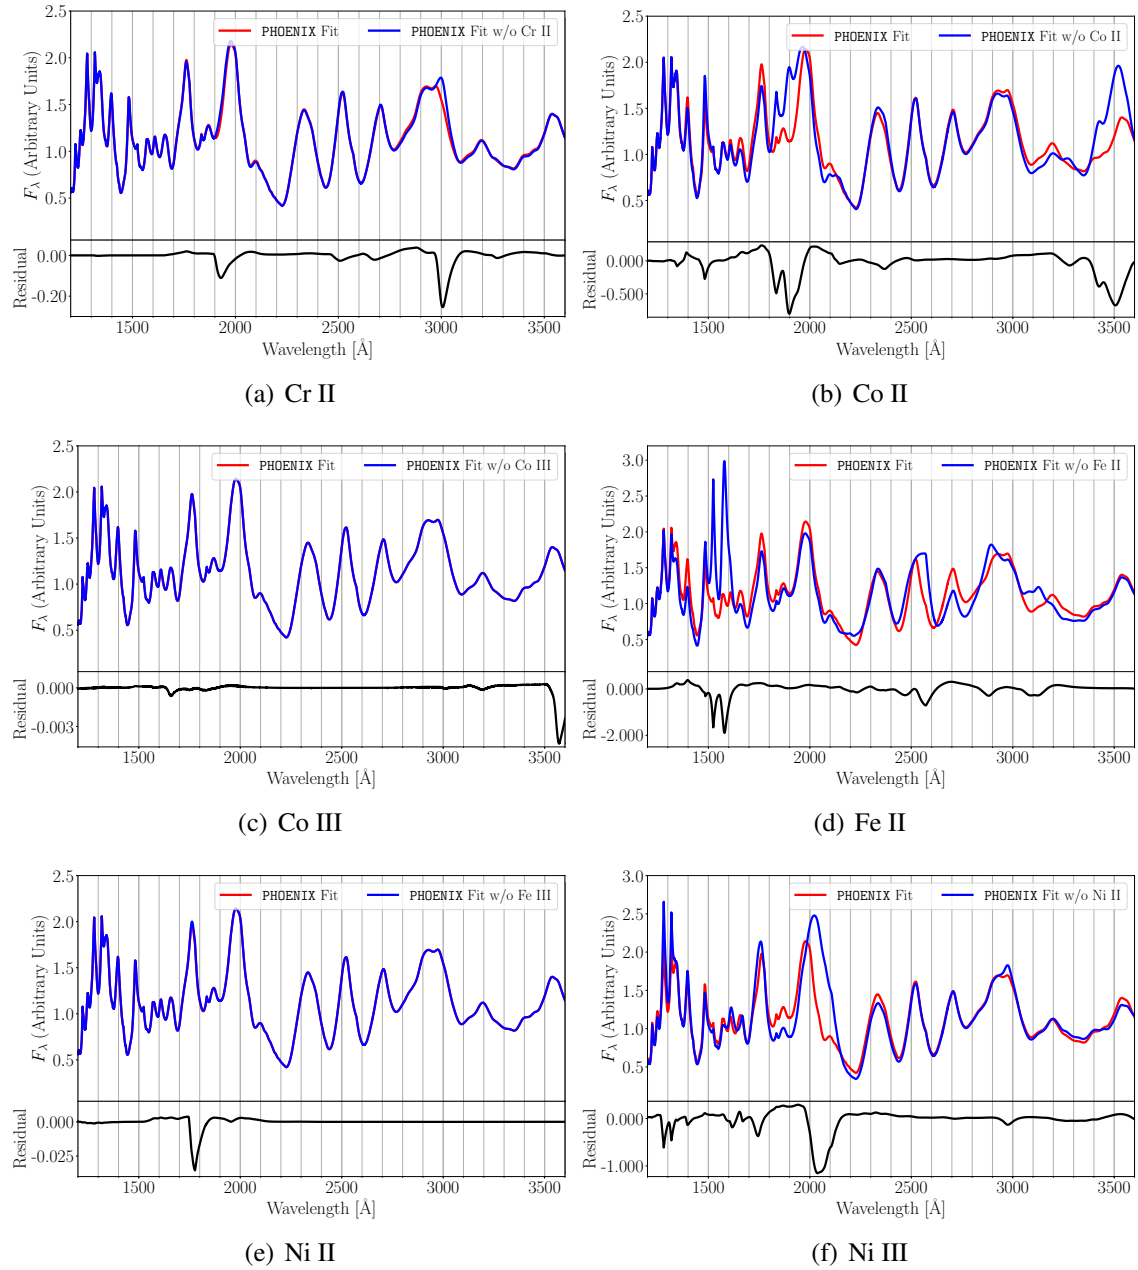 PHOENIX Fit PHOENIX Fit w/o Cr II
2.5
2.0
1.5
1.0
0.5
F_λ (Arbitrary Units)
0.00
-0.20
Residual
1500 2000 2500 3000 3500
Wavelength [Å]
(a) Cr II
PHOENIX Fit PHOENIX Fit w/o Co II
2.5
2.0
1.5
1.0
0.5
F_λ (Arbitrary Units)
0.000
-0.500
Residual
1500 2000 2500 3000 3500
Wavelength [Å]
(b) Co II
PHOENIX Fit PHOENIX Fit w/o Co III
2.5
2.0
1.5
1.0
0.5
F_λ (Arbitrary Units)
0.000
-0.003
Residual
1500 2000 2500 3000 3500
Wavelength [Å]
(c) Co III
PHOENIX Fit PHOENIX Fit w/o Fe II
3.0
2.5
2.0
1.5
1.0
0.5
F_λ (Arbitrary Units)
0.000
-2.000
Residual
1500 2000 2500 3000 3500
Wavelength [Å]
(d) Fe II
PHOENIX Fit PHOENIX Fit w/o Fe III
2.5
2.0
1.5
1.0
0.5
F_λ (Arbitrary Units)
0.000
-0.025
Residual
1500 2000 2500 3000 3500
Wavelength [Å]
(e) Ni II
PHOENIX Fit PHOENIX Fit w/o Ni II
3.0
2.5
2.0
1.5
1.0
0.5
F_λ (Arbitrary Units)
0.000
-1.000
Residual
1500 2000 2500 3000 3500
Wavelength [Å]
(f) Ni III